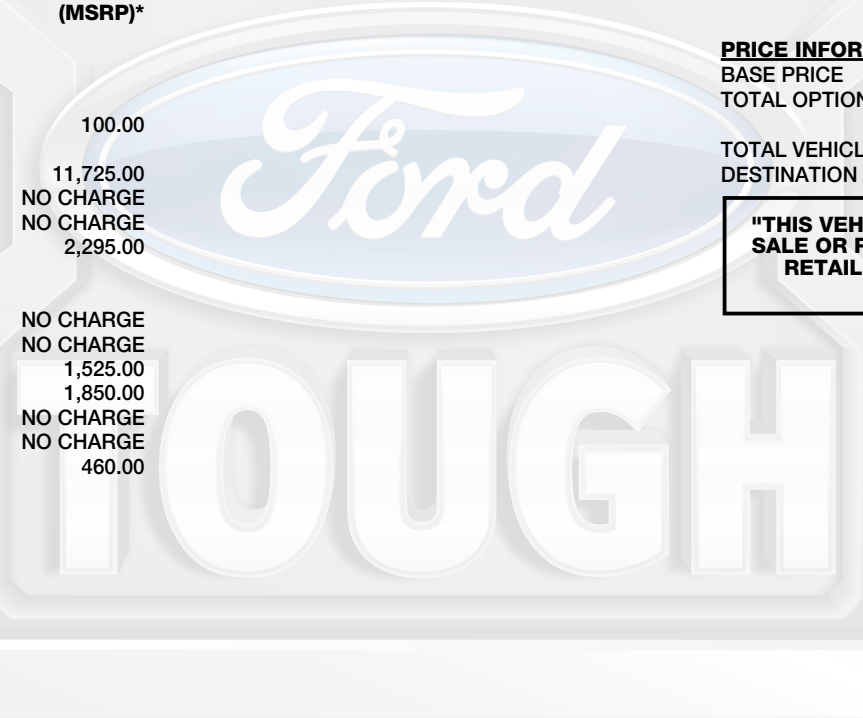 (MSRP)*
100.00
11,725.00
NO CHARGE
NO CHARGE
2,295.00
NO CHARGE
NO CHARGE
1,525.00
1,850.00
NO CHARGE
NO CHARGE
460.00
PRICE INFOR
BASE PRICE
TOTAL OPTION
TOTAL VEHICL
DESTINATION
"THIS VEH
SALE OR F
RETAIL
Ford
TOUGH